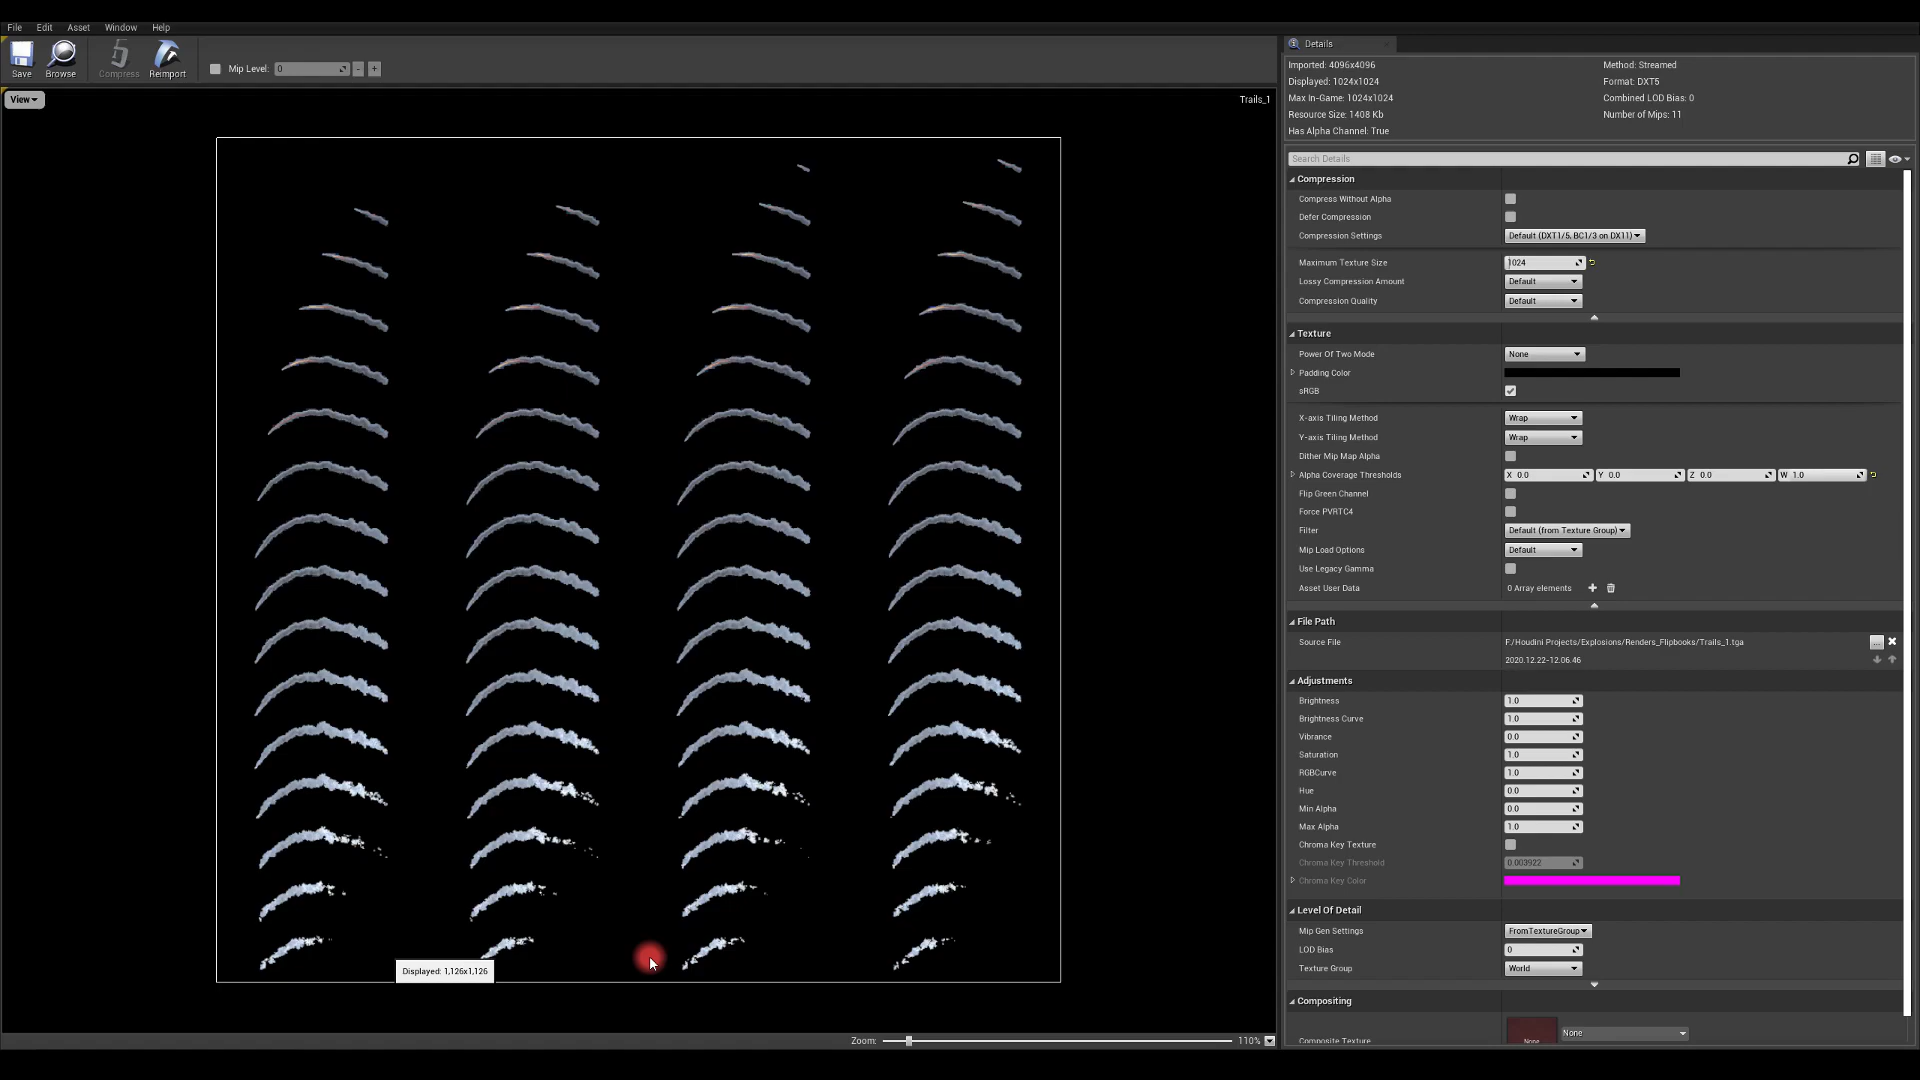 File Edit Asset Window Help
Save Browse Compress Reimport Mip Level: 0 - +
View
Trails_1
Displayed: 1,126x1,126
Zoom: 110%
Details
Imported: 4096x4096 Method: Streamed
Displayed: 1024x1024 Format: DXT5
Max In-Game: 1024x1024 Combined LOD Bias: 0
Resource Size: 1408 Kb Number of Mips: 11
Has Alpha Channel: True
Search Details
Compression
Compress Without Alpha
Defer Compression
Compression Settings Default (DXT1/5, BC1/3 on DX11)
Maximum Texture Size 1024
Lossy Compression Amount Default
Compression Quality Default
Texture
Power Of Two Mode None
Padding Color
sRGB
X-axis Tiling Method Wrap
Y-axis Tiling Method Wrap
Dither Mip Map Alpha
Alpha Coverage Thresholds X 0.0 Y 0.0 Z 0.0 W 1.0
Flip Green Channel
Force PVRTC4
Filter Default (from Texture Group)
Mip Load Options Default
Use Legacy Gamma
Asset User Data 0 Array elements
File Path
Source File F:/Houdini Projects/Explosions/Renders_Flipbooks/Trails_1.tga
2020.12.22-12.06.46
Adjustments
Brightness 1.0
Brightness Curve 1.0
Vibrance 0.0
Saturation 1.0
RGBCurve 1.0
Hue 0.0
Min Alpha 0.0
Max Alpha 1.0
Chroma Key Texture
Chroma Key Threshold 0.003922
Chroma Key Color
Level Of Detail
Mip Gen Settings FromTextureGroup
LOD Bias 0
Texture Group World
Compositing
Composite Texture None None